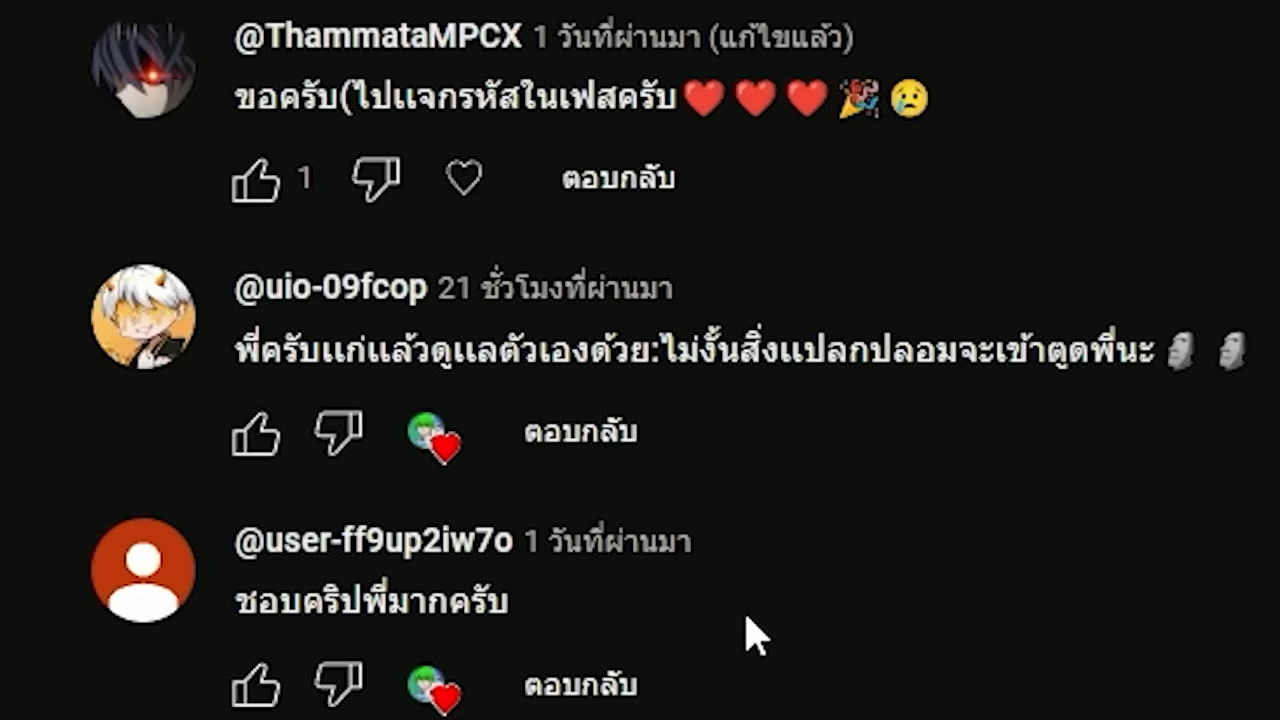 @ThammataMPCX 1 วันที่ผ่านมา (แก้ไขแล้ว)
ขอครับ(ไปแจกรหัสในเฟสครับ❤️❤️❤️🎉😢
1 ตอบกลับ
@uio-09fcop 21 ชั่วโมงที่ผ่านมา
พี่ครับแก่แล้วดูแลตัวเองด้วย:ไม่งั้นสิ่งแปลกปลอมจะเข้าตูดพี่นะ🗿🗿
ตอบกลับ
@user-ff9up2iw7o 1 วันที่ผ่านมา
ชอบคริปพี่มากครับ
ตอบกลับ